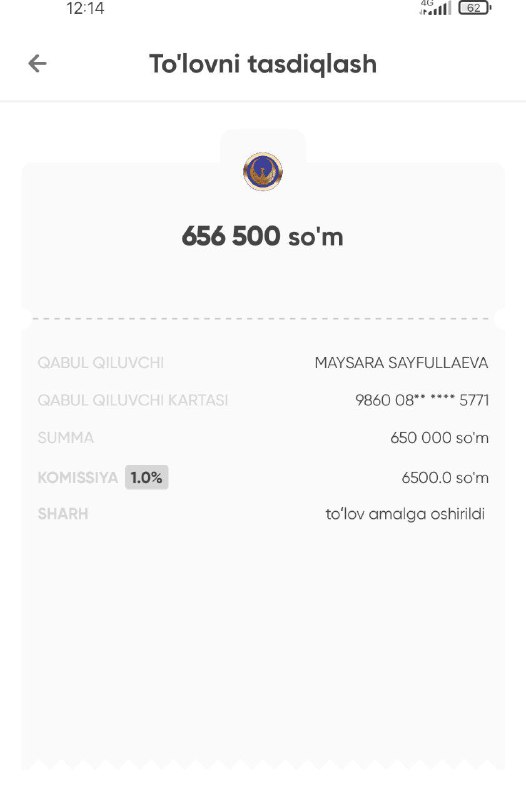 12:14 4G 62
To'lovni tasdiqlash
656 500 so'm
QABUL QILUVCHI MAYSARA SAYFULLAEVA
QABUL QILUVCHI KARTASI 9860 08** **** 5771
SUMMA 650 000 so'm
KOMISSIYA 1.0% 6500.0 so'm
SHARH to‘lov amalga oshirildi